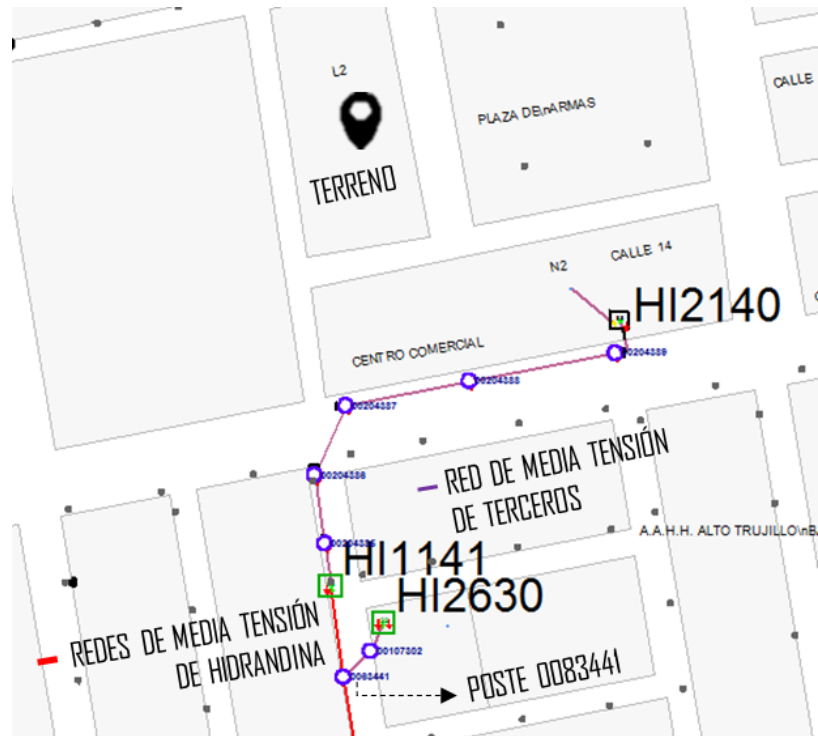 L2
TERRENO
PLAZA DE\nARMAS
CALLE
N2
CALLE 14
HI2140
00204389
CENTRO COMERCIAL
00204388
00204387
00204386
RED DE MEDIA TENSIÓN
DE TERCEROS
A.A.H.H. ALTO TRUJILLO\nBA
HI1141
HI2630
REDES DE MEDIA TENSIÓN
DE HIDRANDINA
00107302
0083441
POSTE 0083441